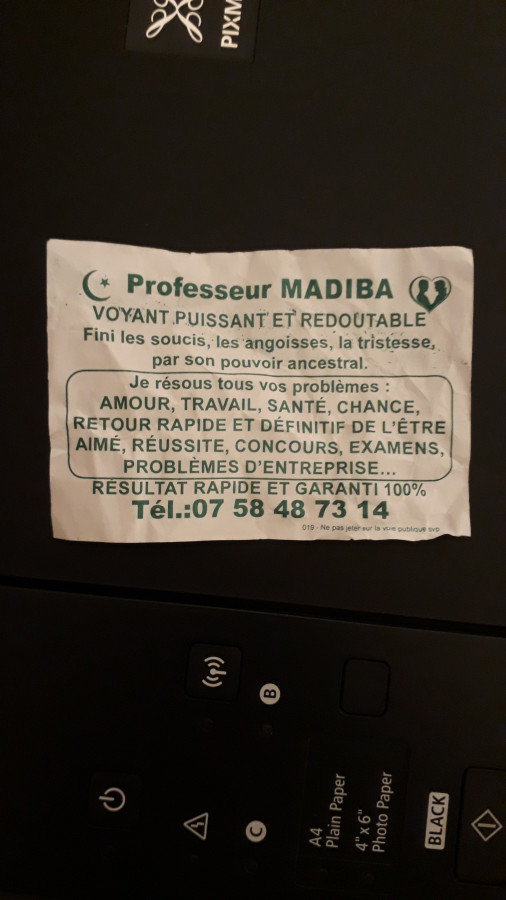 PIXM
Professeur MADIBA
VOYANT PUISSANT ET REDOUTABLE
Fini les soucis, les angoisses, la tristesse,
par son pouvoir ancestral.
Je résous tous vos problèmes :
AMOUR, TRAVAIL, SANTÉ, CHANCE,
RETOUR RAPIDE ET DÉFINITIF DE L'ÊTRE
AIMÉ, RÉUSSITE, CONCOURS, EXAMENS,
PROBLÈMES D'ENTREPRISE...
RÉSULTAT RAPIDE ET GARANTI 100%
Tél.:07 58 48 73 14
019 - Ne pas jeter sur la voie publique svp
B
C
A4
Plain Paper
4" x 6"
Photo Paper
BLACK